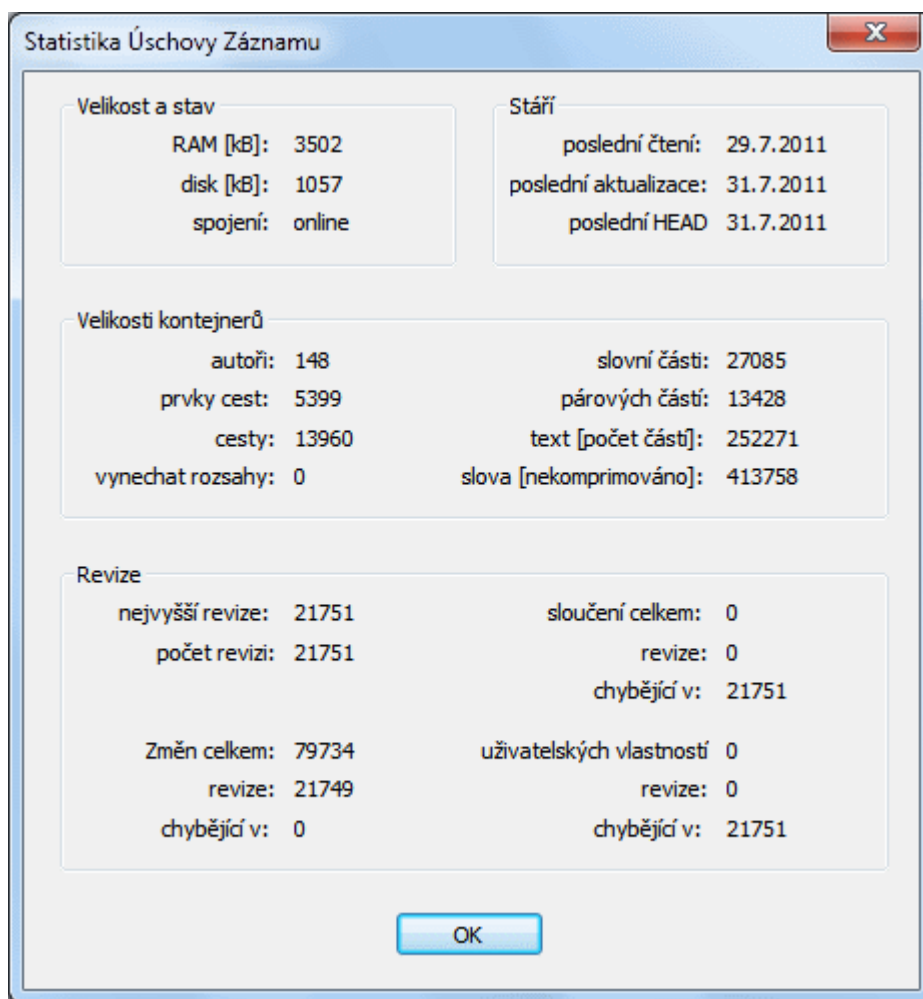 Statistika Úschovy Záznamu
Velikost a stav
RAM [kB]: 3502
disk [kB]: 1057
spojení: online
Stáří
poslední čtení: 29.7.2011
poslední aktualizace: 31.7.2011
poslední HEAD 31.7.2011
Velikosti kontejnerů
autoři: 148
prvky cest: 5399
cesty: 13960
vynechat rozsahy: 0
slovní části: 27085
párových částí: 13428
text [počet částí]: 252271
slova [nekomprimováno]: 413758
Revize
nejvyšší revize: 21751
počet revizi: 21751
sloučení celkem: 0
revize: 0
chybějící v: 21751
Změn celkem: 79734
revize: 21749
chybějící v: 0
uživatelských vlastností 0
revize: 0
chybějící v: 21751
OK